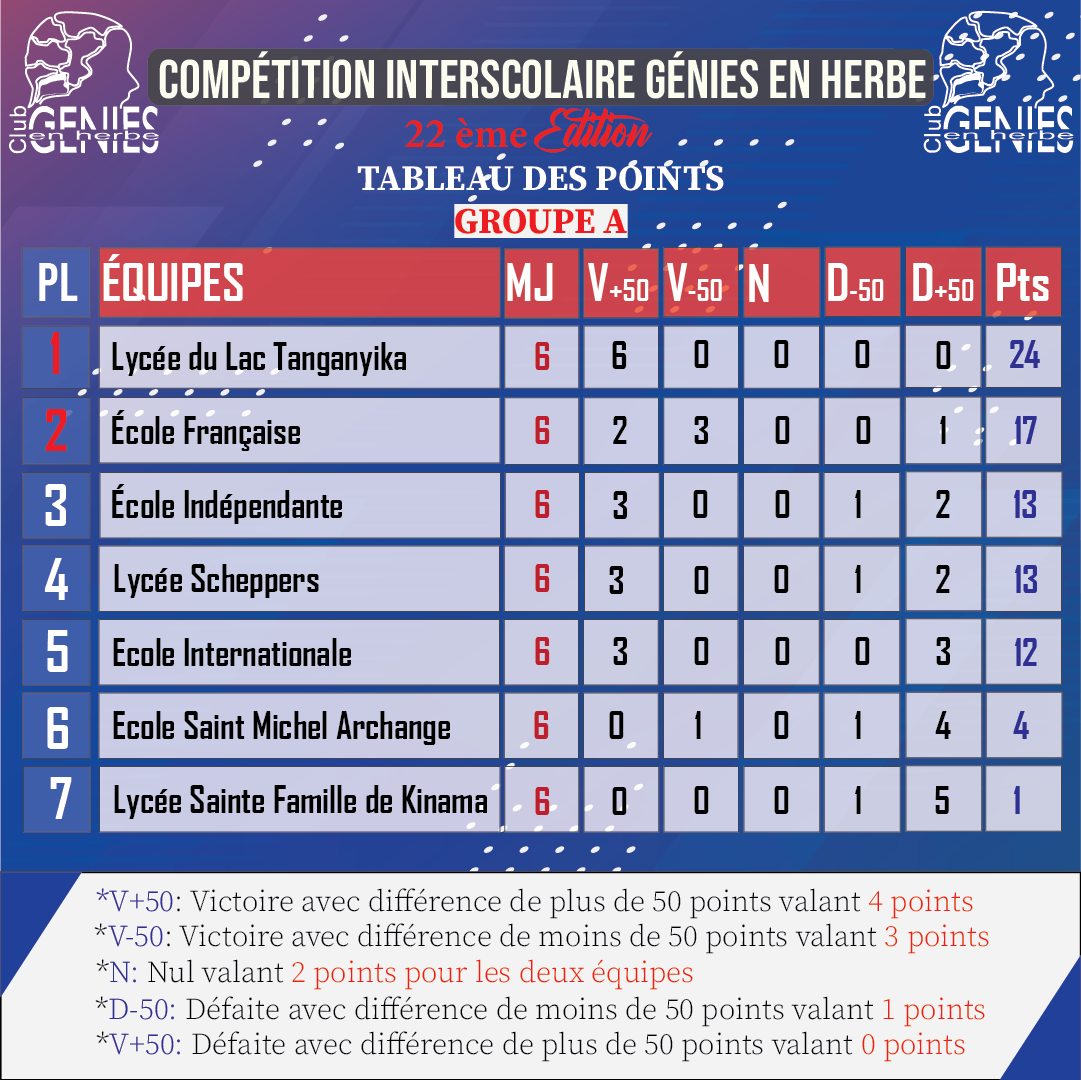 Club GENIES en herbe
COMPÉTITION INTERSCOLAIRE GÉNIES EN HERBE
Club GENIES en herbe
22 ème Edition
TABLEAU DES POINTS
GROUPE A
PL ÉQUIPES MJ V+50 V-50 N D-50 D+50 Pts
1 Lycée du Lac Tanganyika 6 6 0 0 0 0 24
2 École Française 6 2 3 0 0 1 17
3 École Indépendante 6 3 0 0 1 2 13
4 Lycée Scheppers 6 3 0 0 1 2 13
5 Ecole Internationale 6 3 0 0 0 3 12
6 Ecole Saint Michel Archange 6 0 1 0 1 4 4
7 Lycée Sainte Famille de Kinama 6 0 0 0 1 5 1
*V+50: Victoire avec différence de plus de 50 points valant 4 points
*V-50: Victoire avec différence de moins de 50 points valant 3 points
*N: Nul valant 2 points pour les deux équipes
*D-50: Défaite avec différence de moins de 50 points valant 1 points
*V+50: Défaite avec différence de plus de 50 points valant 0 points